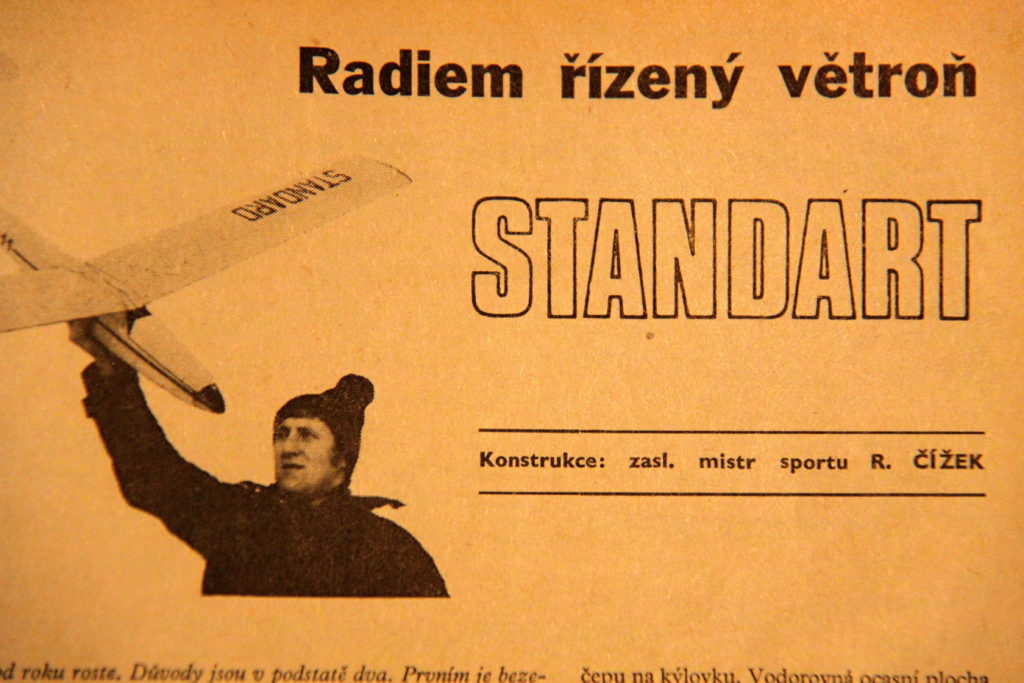 Radiem řízený větroň
STANDARD
STANDART
Konstrukce: zasl. mistr sportu R. ČÍŽEK
od roku roste. Důvody jsou v podstatě dva. Prvním je beze-
čepu na kýlovku. Vodorovná ocasní plocha